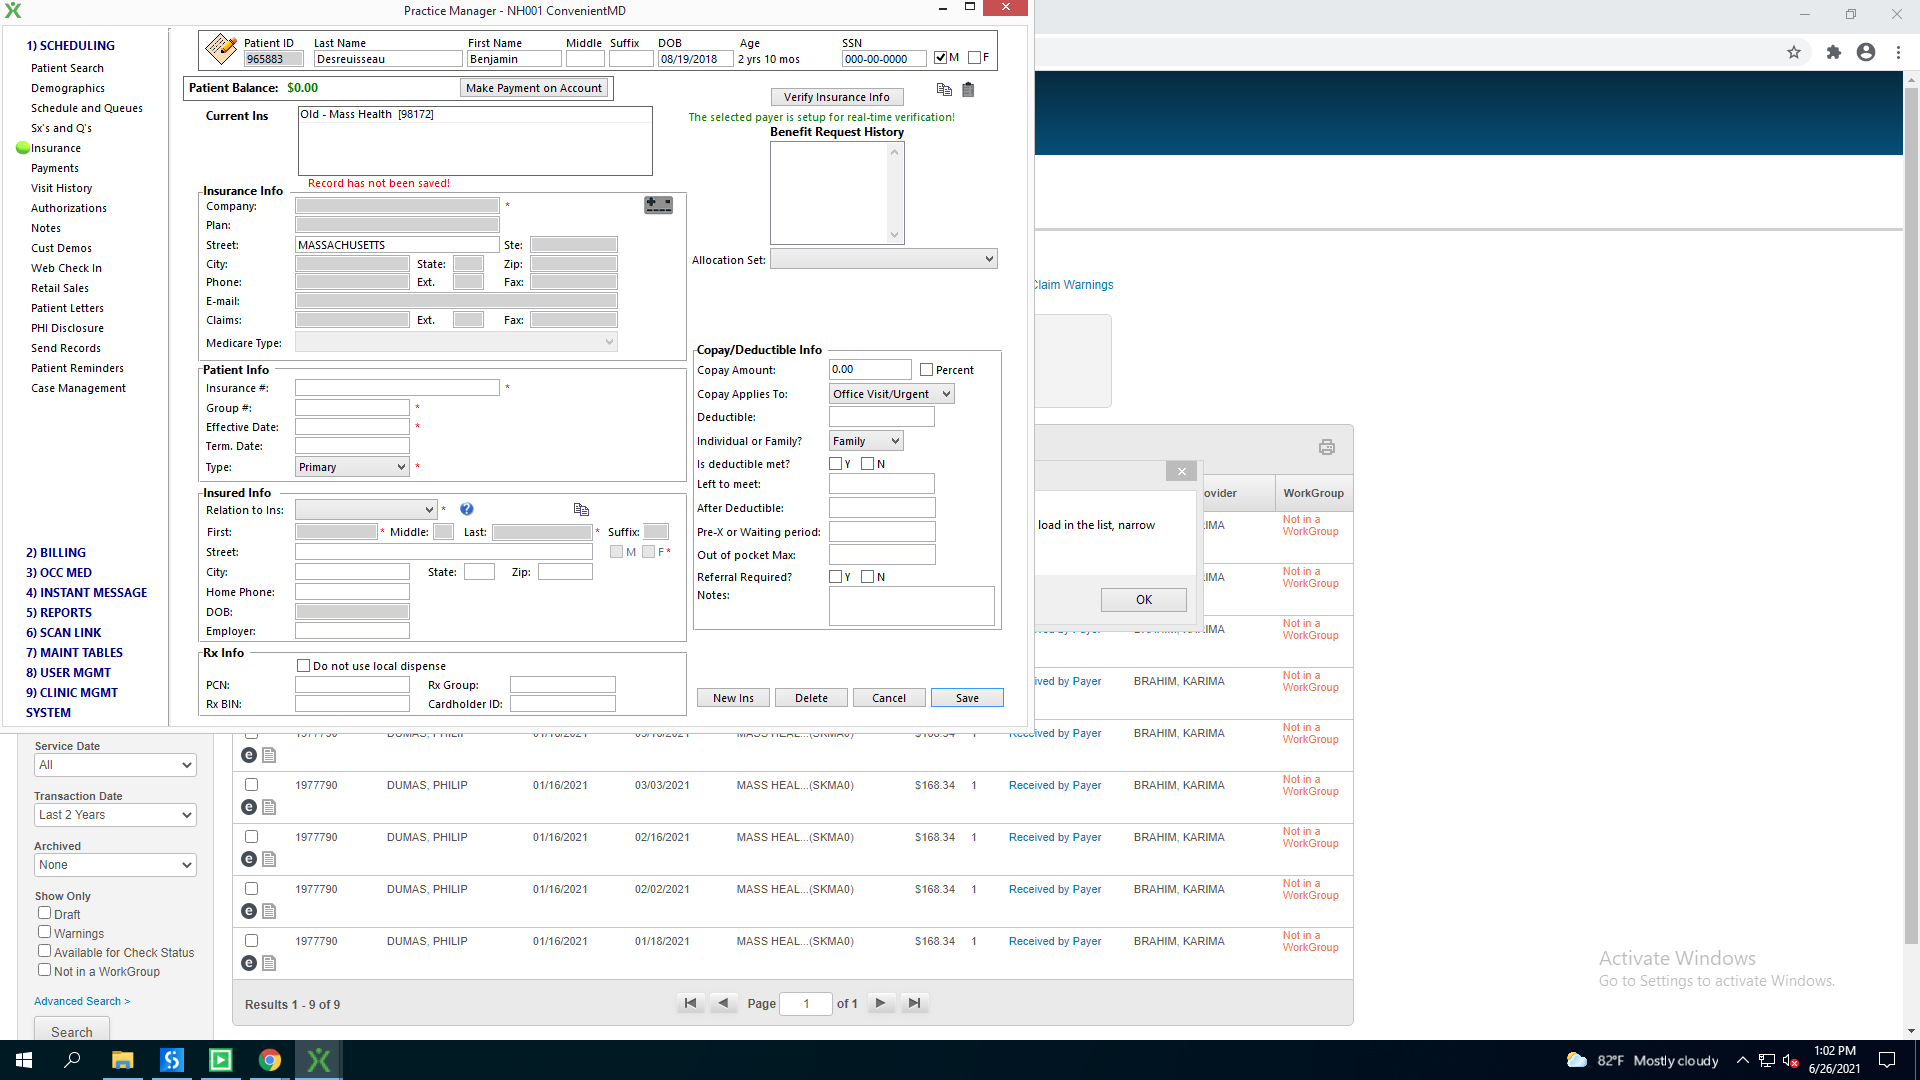 Practice Manager - NH001 ConvenientMD
1) SCHEDULING
Patient Search
Demographics
Schedule and Queues
Sx's and Q's
Insurance
Payments
Visit History
Authorizations
Notes
Cust Demos
Web Check In
Retail Sales
Patient Letters
PHI Disclosure
Send Records
Patient Reminders
Case Management
2) BILLING
3) OCC MED
4) INSTANT MESSAGE
5) REPORTS
6) SCAN LINK
7) MAINT TABLES
8) USER MGMT
9) CLINIC MGMT
SYSTEM
Patient ID Last Name First Name Middle Suffix DOB Age SSN
965883 Desreuisseau Benjamin 08/19/2018 2 yrs 10 mos 000-00-0000 M F
Patient Balance: $0.00 Make Payment on Account
Verify Insurance Info
Current Ins Old - Mass Health [98172]
The selected payer is setup for real-time verification!
Benefit Request History
Record has not been saved!
Allocation Set:
Insurance Info
Company: *
Plan:
Street: MASSACHUSETTS Ste:
City: State: Zip:
Phone: Ext. Fax:
E-mail:
Claims: Ext. Fax:
Medicare Type:
Patient Info
Insurance #: *
Group #: *
Effective Date: *
Term. Date:
Type: Primary *
Insured Info
Relation to Ins: * ?
First: * Middle: Last: * Suffix:
Street: M F *
City: State: Zip:
Home Phone:
DOB:
Employer:
Rx Info
Do not use local dispense
PCN: Rx Group:
Rx BIN: Cardholder ID:
Copay/Deductible Info
Copay Amount: 0.00 Percent
Copay Applies To: Office Visit/Urgent
Deductible:
Individual or Family? Family
Is deductible met? Y N
Left to meet:
After Deductible:
Pre-X or Waiting period:
Out of pocket Max:
Referral Required? Y N
Notes:
New Ins Delete Cancel Save
Claim Warnings
ovider WorkGroup
load in the list, narrow
OK
RIMA Not in a
WorkGroup
IMA Not in a
WorkGroup
IMA Not in a
WorkGroup
ived by Payer BRAHIM, KARIMA Not in a
WorkGroup
1977790 DUMAS, PHILIP 01/16/2021 MASS HEAL...(SKMA0) $168.34 1 Received by Payer BRAHIM, KARIMA Not in a
WorkGroup
1977790 DUMAS, PHILIP 01/16/2021 03/03/2021 MASS HEAL...(SKMA0) $168.34 1 Received by Payer BRAHIM, KARIMA Not in a
WorkGroup
1977790 DUMAS, PHILIP 01/16/2021 02/16/2021 MASS HEAL...(SKMA0) $168.34 1 Received by Payer BRAHIM, KARIMA Not in a
WorkGroup
1977790 DUMAS, PHILIP 01/16/2021 02/02/2021 MASS HEAL...(SKMA0) $168.34 1 Received by Payer BRAHIM, KARIMA Not in a
WorkGroup
1977790 DUMAS, PHILIP 01/16/2021 01/18/2021 MASS HEAL...(SKMA0) $168.34 1 Received by Payer BRAHIM, KARIMA Not in a
WorkGroup
Results 1 - 9 of 9 Page 1 of 1
Service Date
All
Transaction Date
Last 2 Years
Archived
None
Show Only
Draft
Warnings
Available for Check Status
Not in a WorkGroup
Advanced Search >
Search
Activate Windows
Go to Settings to activate Windows.
82°F Mostly cloudy 1:02 PM
6/26/2021